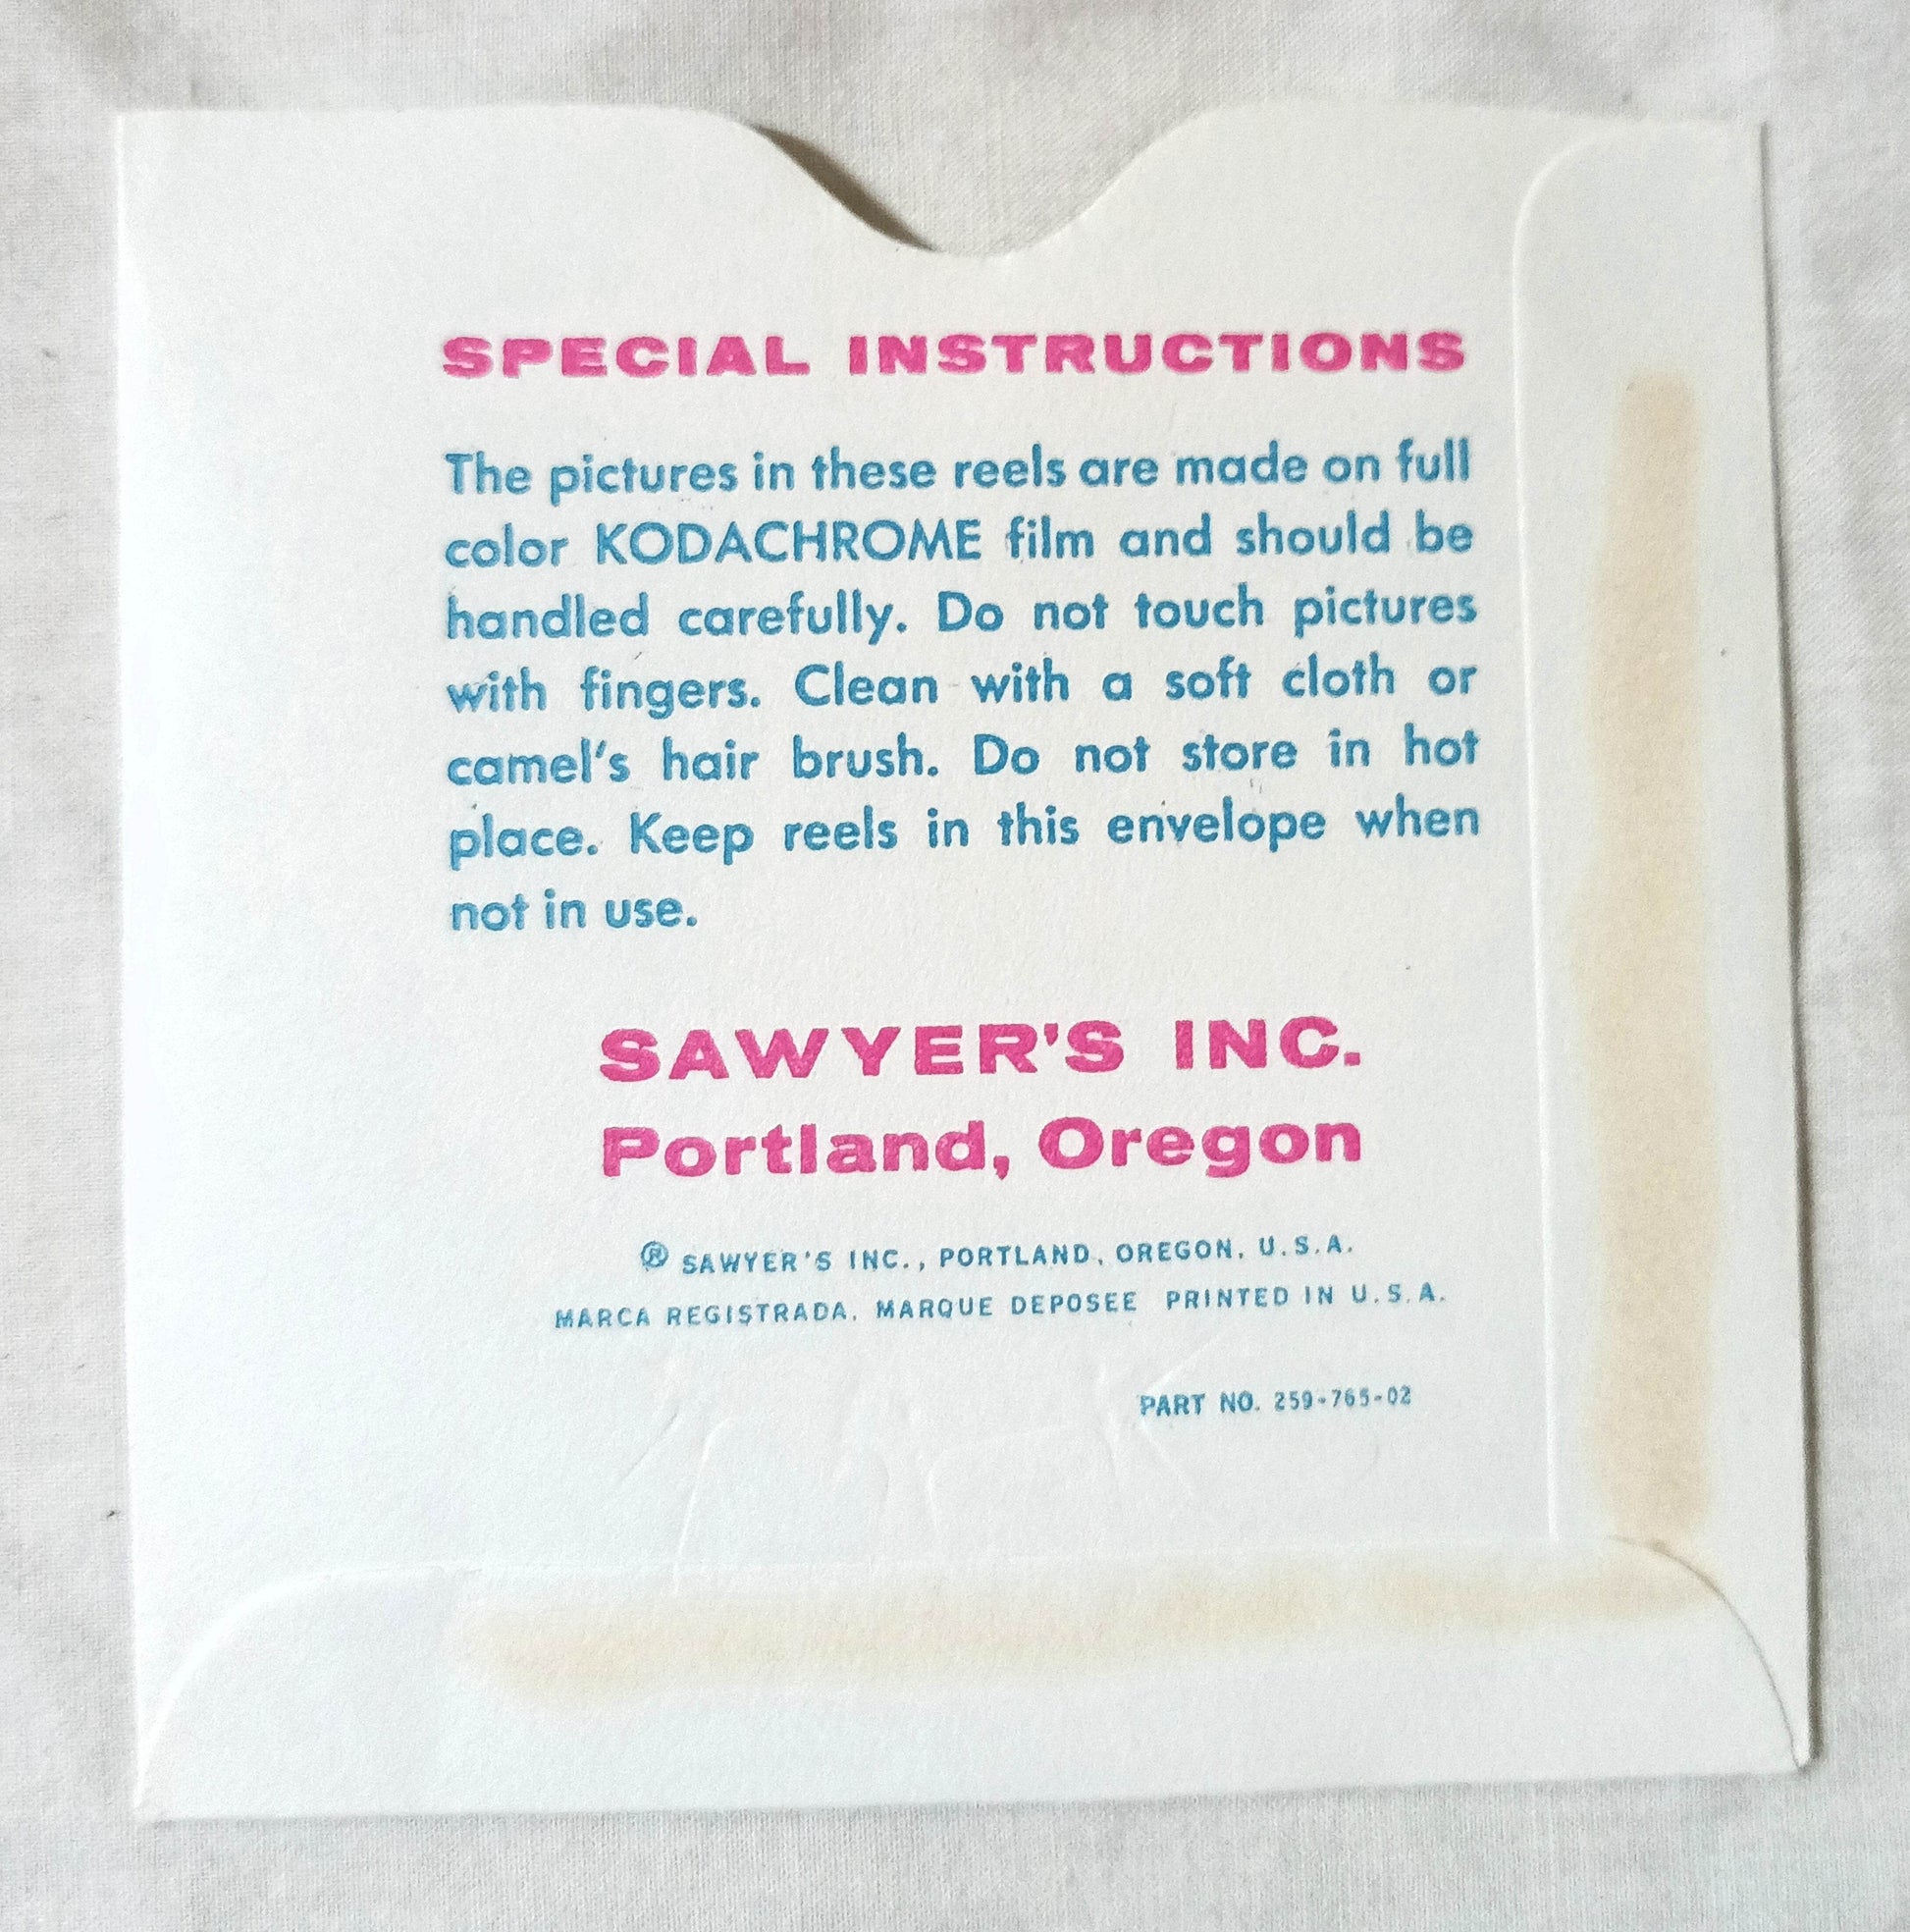 SPECIAL INSTRUCTIONS
The pictures in these reels are made on full
color KODACHROME film and should be
handled carefully. Do not touch pictures
with fingers. Clean with a soft cloth or
camel's hair brush. Do not store in hot
place. Keep reels in this envelope when
not in use.
SAWYER'S INC.
Portland, Oregon
® SAWYER'S INC., PORTLAND, OREGON, U.S.A.
MARCA REGISTRADA, MARQUE DEPOSEE PRINTED IN U.S.A.
PART NO. 259-765-02